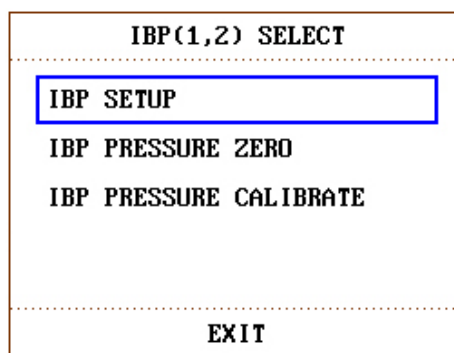 IBP(1,2) SELECT
IBP SETUP
IBP PRESSURE ZERO
IBP PRESSURE CALIBRATE
EXIT